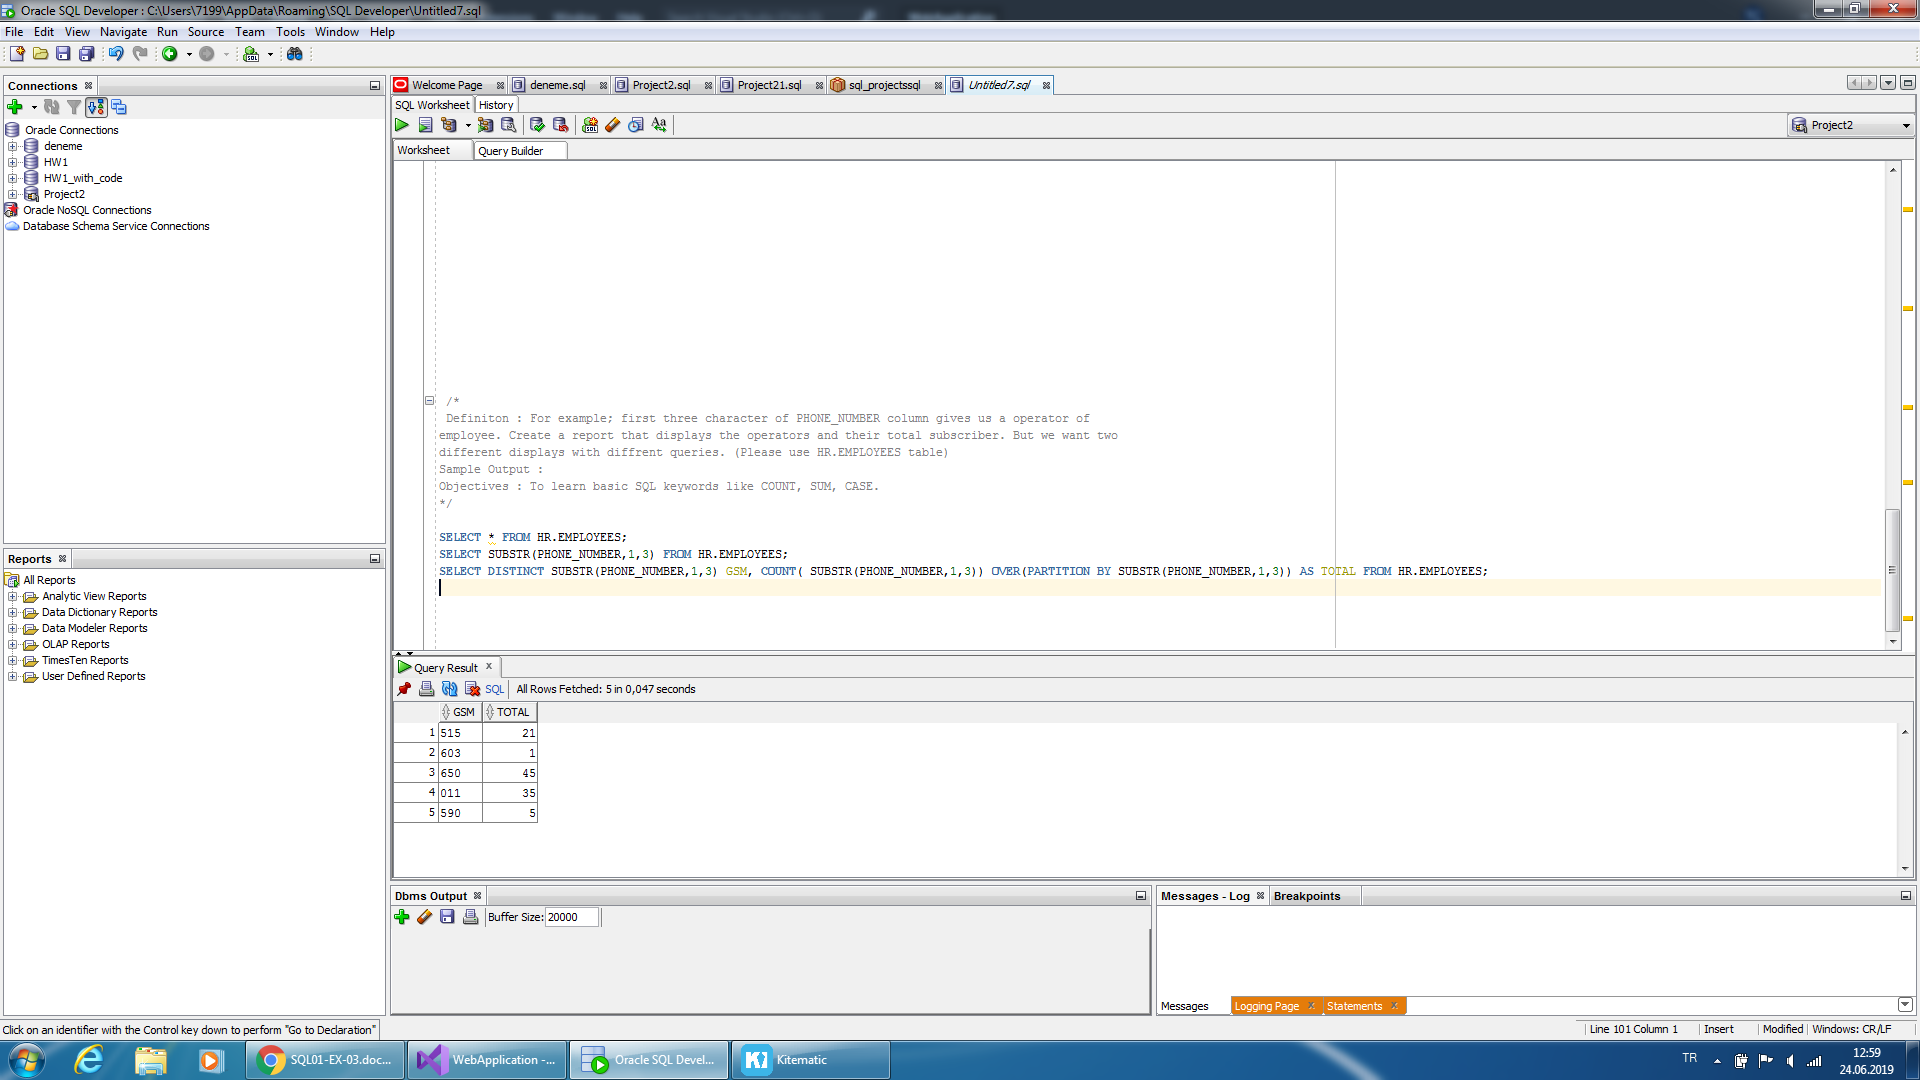 Oracle SQL Developer : C:\Users\7199\AppData\Roaming\SQL Developer\Untitled7.sql
File Edit View Navigate Run Source Team Tools Window Help
Connections
Oracle Connections
deneme
HW1
HW1_with_code
Project2
Oracle NoSQL Connections
Database Schema Service Connections
Reports
All Reports
Analytic View Reports
Data Dictionary Reports
Data Modeler Reports
OLAP Reports
TimesTen Reports
User Defined Reports
Welcome Page deneme.sql Project2.sql Project21.sql sql_projectssql Untitled7.sql
SQL Worksheet History
Project2
Worksheet Query Builder
/*
Definiton : For example; first three character of PHONE_NUMBER column gives us a operator of
employee. Create a report that displays the operators and their total subscriber. But we want two
different displays with diffrent queries. (Please use HR.EMPLOYEES table)
Sample Output :
Objectives : To learn basic SQL keywords like COUNT, SUM, CASE.
*/
SELECT * FROM HR.EMPLOYEES;
SELECT SUBSTR(PHONE_NUMBER,1,3) FROM HR.EMPLOYEES;
SELECT DISTINCT SUBSTR(PHONE_NUMBER,1,3) GSM, COUNT( SUBSTR(PHONE_NUMBER,1,3)) OVER(PARTITION BY SUBSTR(PHONE_NUMBER,1,3)) AS TOTAL FROM HR.EMPLOYEES;
Query Result
SQL All Rows Fetched: 5 in 0,047 seconds
GSM TOTAL
1 515 21
2 603 1
3 650 45
4 011 35
5 590 5
Dbms Output
Buffer Size: 20000
Messages - Log Breakpoints
Messages Logging Page Statements
Click on an identifier with the Control key down to perform "Go to Declaration"
Line 101 Column 1 Insert Modified Windows: CR/LF
SQL01-EX-03.doc... WebApplication -... Oracle SQL Devel... Kitematic
TR
12:59
24.06.2019